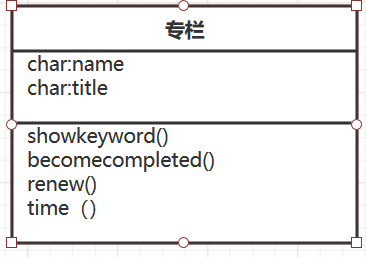 专栏
char:name
char:title
showkeyword()
becomecompleted()
renew()
time（）